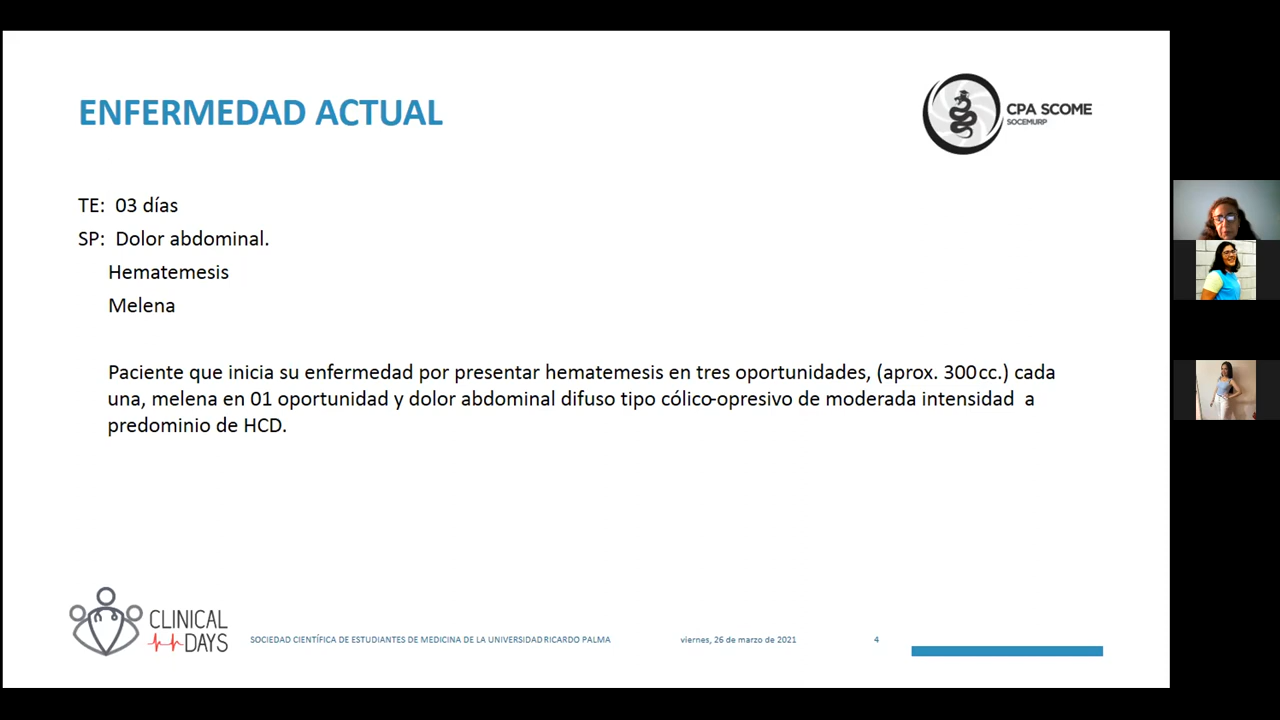 ENFERMEDAD ACTUAL
CPA SCOME
SOCEMURP
TE: 03 días
SP: Dolor abdominal.
Hematemesis
Melena
Paciente que inicia su enfermedad por presentar hematemesis en tres oportunidades, (aprox. 300cc.) cada
una, melena en 01 oportunidad y dolor abdominal difuso tipo cólico-opresivo de moderada intensidad a
predominio de HCD.
CLINICAL
DAYS
SOCIEDAD CIENTÍFICA DE ESTUDIANTES DE MEDICINA DE LA UNIVERSIDAD RICARDO PALMA
viernes, 26 de marzo de 2021
4